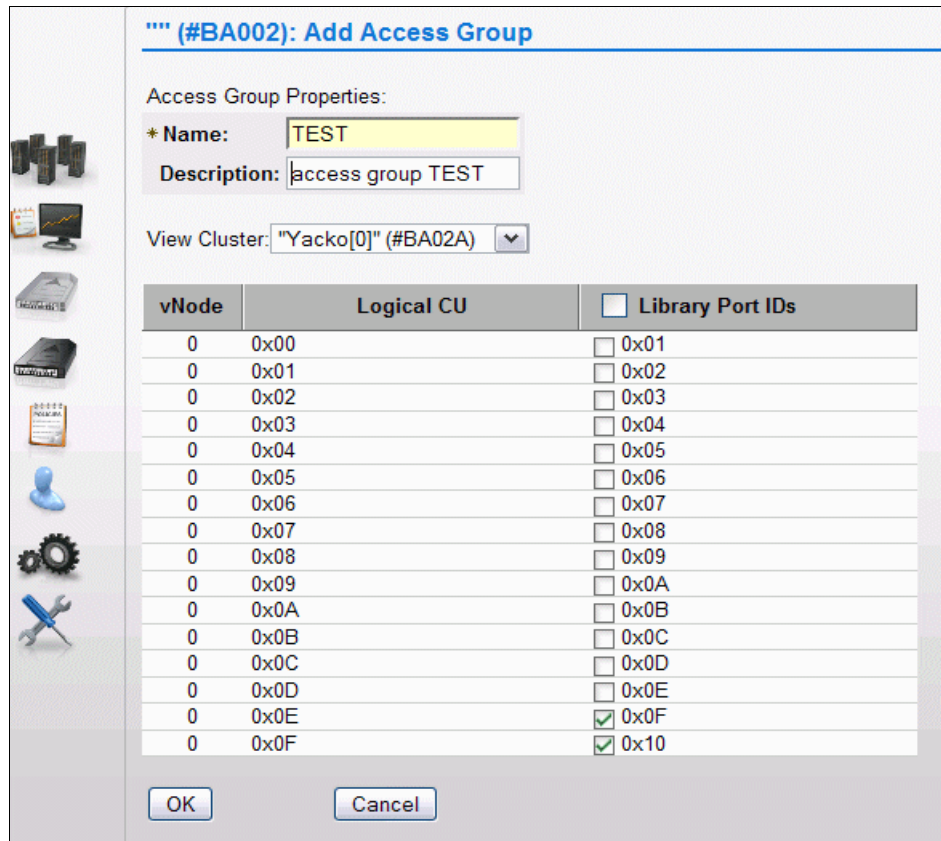 "" (#BA002): Add Access Group
Access Group Properties:
*Name: TEST
Description: access group TEST
View Cluster: "Yacko[0]" (#BA02A)
vNode Logical CU Library Port IDs
0 0x00 0x01
0 0x01 0x02
0 0x02 0x03
0 0x03 0x04
0 0x04 0x05
0 0x05 0x06
0 0x06 0x07
0 0x07 0x08
0 0x08 0x09
0 0x09 0x0A
0 0x0A 0x0B
0 0x0B 0x0C
0 0x0C 0x0D
0 0x0D 0x0E
0 0x0E 0x0F
0 0x0F 0x10
OK Cancel